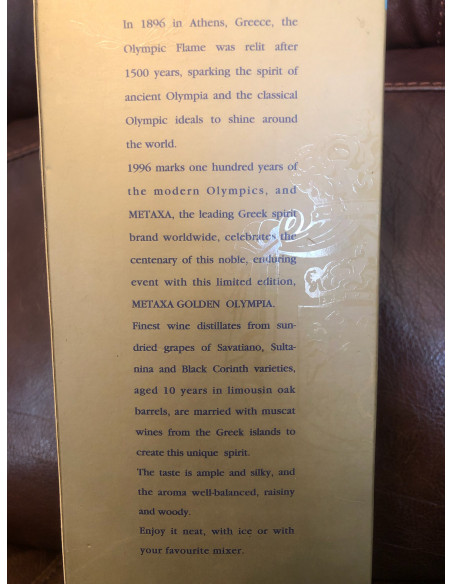 In 1896 in Athens, Greece, the
Olympic Flame was relit after
1500 years, sparking the spirit of
ancient Olympia and the classical
Olympic ideals to shine around
the world.
1996 marks one hundred years of
the modern Olympics, and
METAXA, the leading Greek spirit
brand worldwide, celebrates the
centenary of this noble, enduring
event with this limited edition,
METAXA GOLDEN OLYMPIA.
Finest wine distillates from sun-
dried grapes of Savatiano, Sulta-
nina and Black Corinth varieties,
aged 10 years in limousin oak
barrels, are married with muscat
wines from the Greek islands to
create this unique spirit.
The taste is ample and silky, and
the aroma well-balanced, raisiny
and woody.
Enjoy it neat, with ice or with
your favourite mixer.